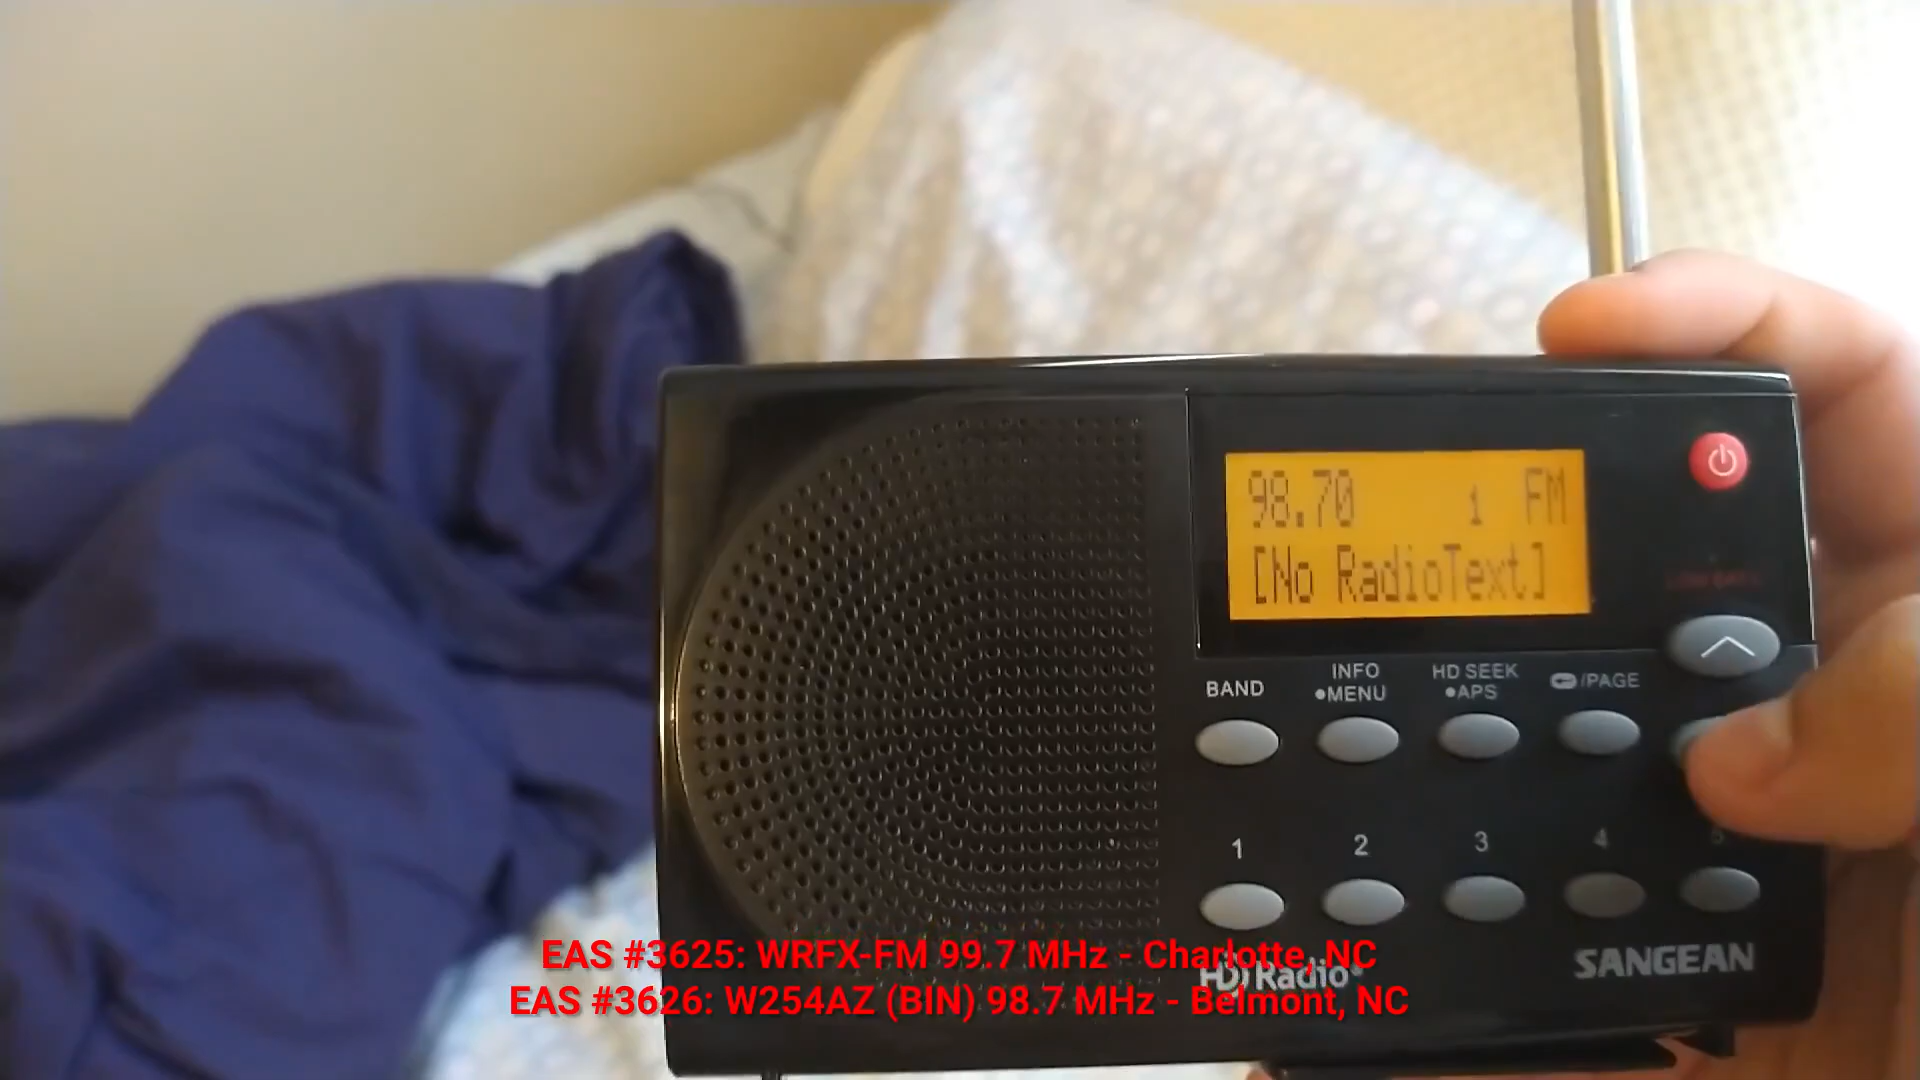 98.70 1 FM
[No RadioText]
BAND
INFO
•MENU
HD SEEK
•APS
/PAGE
1 2 3 4 5
SANGEAN
HD Radio
EAS #3625: WRFX-FM 99.7 MHz - Charlotte, NC
EAS #3626: W254AZ (BIN) 98.7 MHz - Belmont, NC